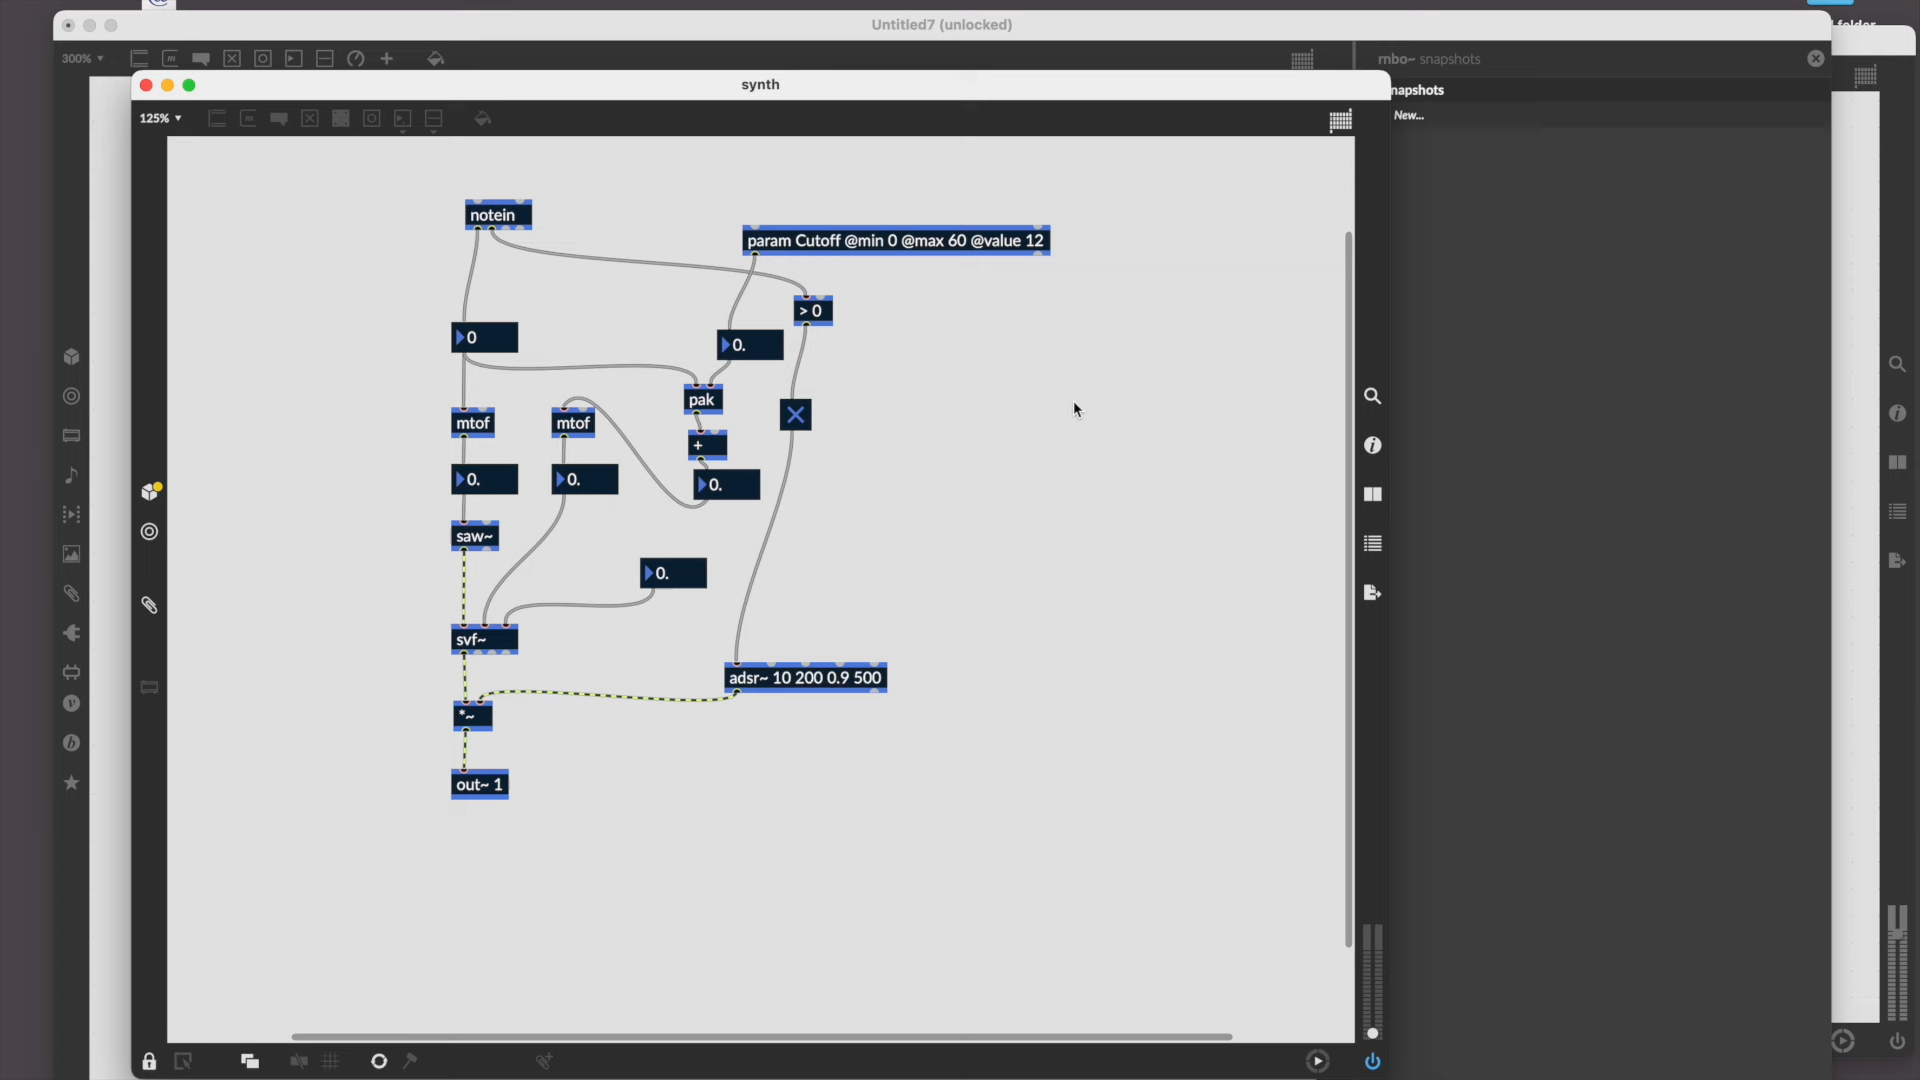 folder
Untitled7 (unlocked)
300%
rnbo~ snapshots
synth
napshots
125%
New...
notein
param Cutoff @min 0 @max 60 @value 12
> 0
0
0.
pak
mtof
mtof
+
0.
0.
0.
saw~
0.
svf~
adsr~ 10 200 0.9 500
*~
out~ 1